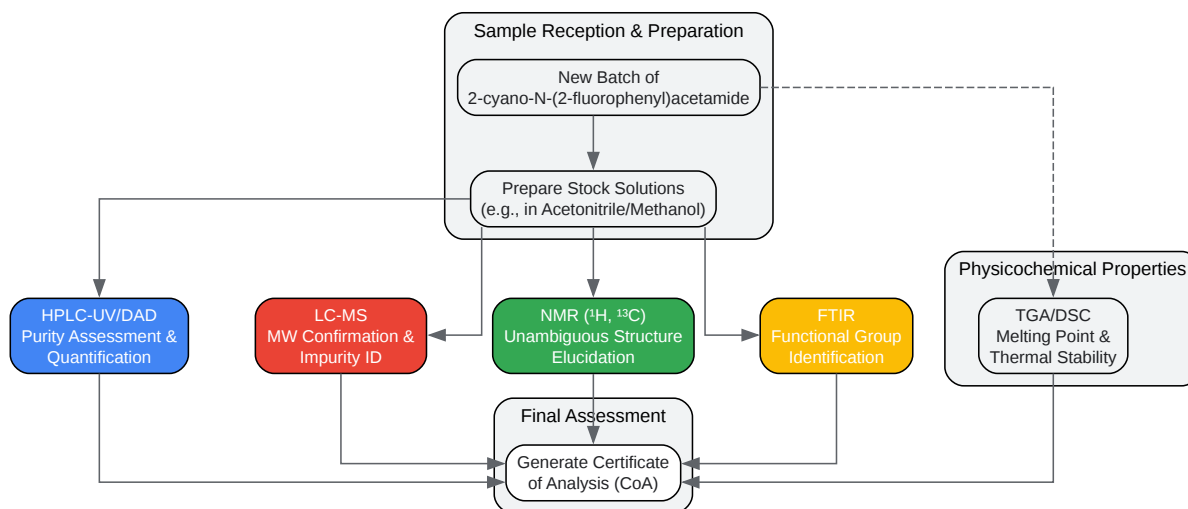 Sample Reception & Preparation
New Batch of
2-cyano-N-(2-fluorophenyl)acetamide
Prepare Stock Solutions
(e.g., in Acetonitrile/Methanol)
Physicochemical Properties
HPLC-UV/DAD
Purity Assessment &
Quantification
LC-MS
MW Confirmation &
Impurity ID
NMR (¹H, ¹³C)
Unambiguous Structure
Elucidation
FTIR
Functional Group
Identification
TGA/DSC
Melting Point &
Thermal Stability
Final Assessment
Generate Certificate
of Analysis (CoA)